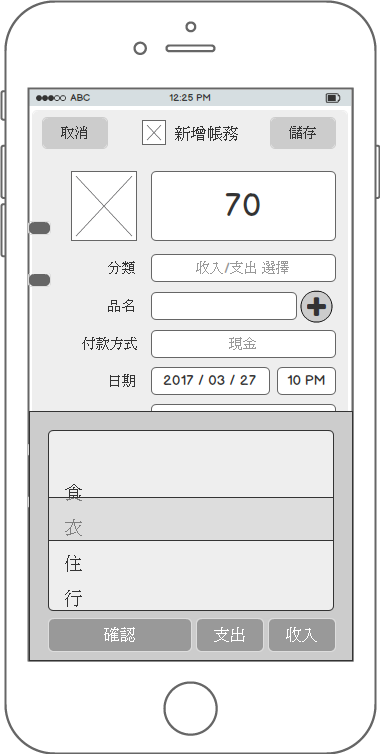 ABC 12:25 PM
取消 新增帳務 儲存
70
分類 收入/支出 選擇
品名
付款方式 現金
日期 2017 / 03 / 27 10 PM
食
衣
住
行
確認 支出 收入